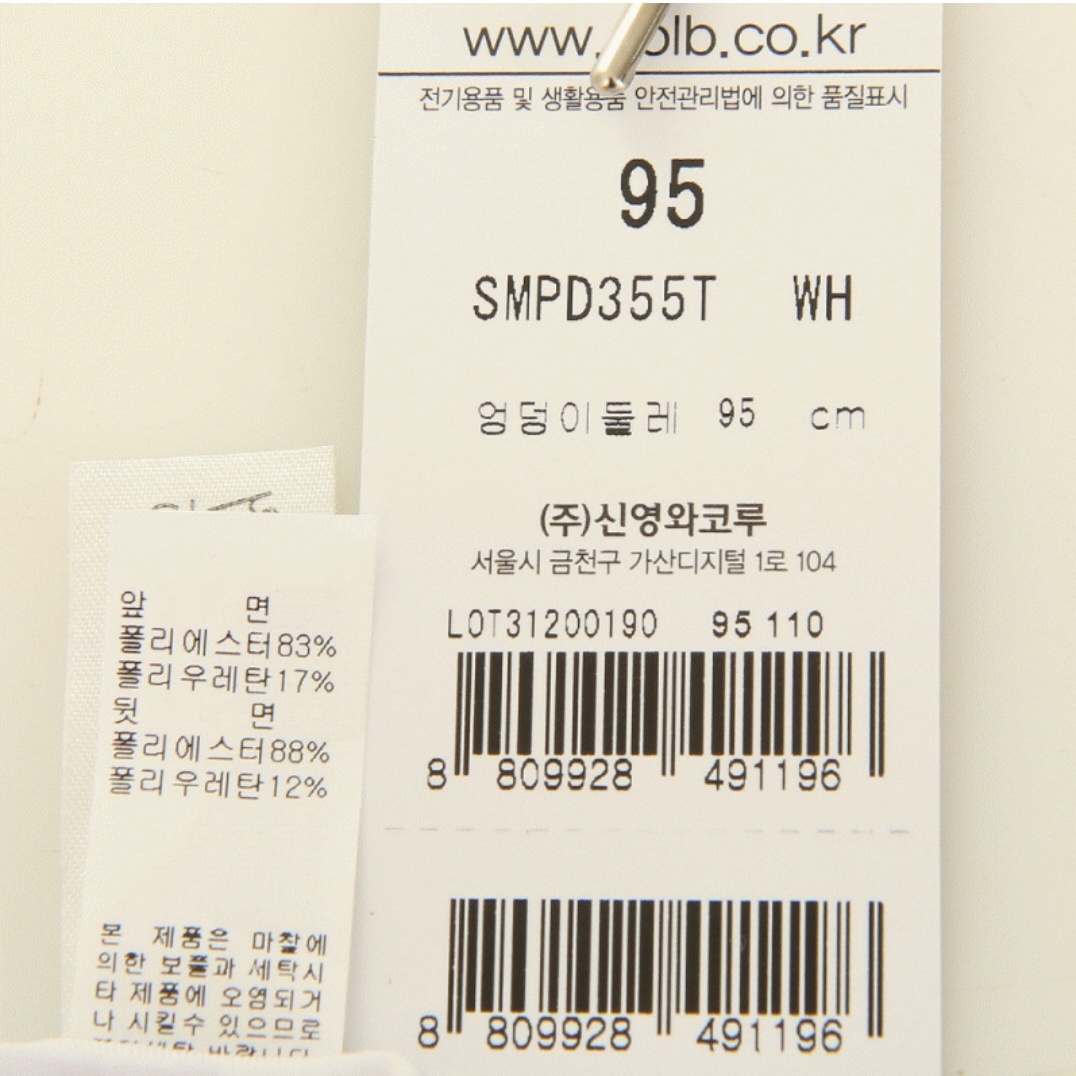 .co.kr
전기용품 및 생활용품 안전관리법에 의한 품질표시
95
SMPD355T WH
엉덩이둘레 95 cm
(주)신영와코루
서울시 금천구 가산디지털 1로 104
LOT31200190 95 110
8 809928 491196
8 809928 491196
앞 면
폴리에스터83%
폴리우레탄17%
뒷 면
폴리에스터88%
폴리우레탄12%
본 제품은 마찰에
의한 보풀과 세탁시
타 제품에 오염되거
나 시킬수 있으므로